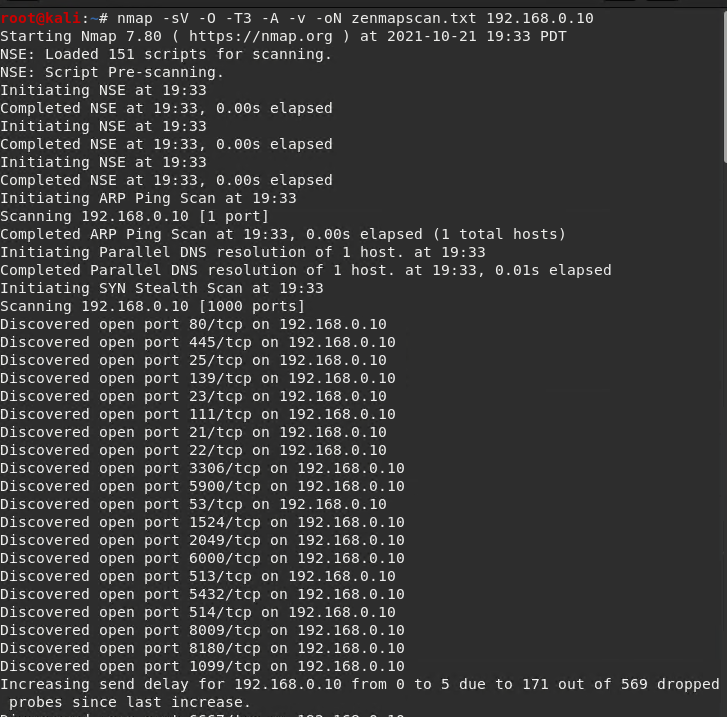 root@kali:~# nmap -sV -O -T3 -A -v -oN zenmapscan.txt 192.168.0.10
Starting Nmap 7.80 ( https://nmap.org ) at 2021-10-21 19:33 PDT
NSE: Loaded 151 scripts for scanning.
NSE: Script Pre-scanning.
Initiating NSE at 19:33
Completed NSE at 19:33, 0.00s elapsed
Initiating NSE at 19:33
Completed NSE at 19:33, 0.00s elapsed
Initiating NSE at 19:33
Completed NSE at 19:33, 0.00s elapsed
Initiating ARP Ping Scan at 19:33
Scanning 192.168.0.10 [1 port]
Completed ARP Ping Scan at 19:33, 0.00s elapsed (1 total hosts)
Initiating Parallel DNS resolution of 1 host. at 19:33
Completed Parallel DNS resolution of 1 host. at 19:33, 0.01s elapsed
Initiating SYN Stealth Scan at 19:33
Scanning 192.168.0.10 [1000 ports]
Discovered open port 80/tcp on 192.168.0.10
Discovered open port 445/tcp on 192.168.0.10
Discovered open port 25/tcp on 192.168.0.10
Discovered open port 139/tcp on 192.168.0.10
Discovered open port 23/tcp on 192.168.0.10
Discovered open port 111/tcp on 192.168.0.10
Discovered open port 21/tcp on 192.168.0.10
Discovered open port 22/tcp on 192.168.0.10
Discovered open port 3306/tcp on 192.168.0.10
Discovered open port 5900/tcp on 192.168.0.10
Discovered open port 53/tcp on 192.168.0.10
Discovered open port 1524/tcp on 192.168.0.10
Discovered open port 2049/tcp on 192.168.0.10
Discovered open port 6000/tcp on 192.168.0.10
Discovered open port 513/tcp on 192.168.0.10
Discovered open port 5432/tcp on 192.168.0.10
Discovered open port 514/tcp on 192.168.0.10
Discovered open port 8009/tcp on 192.168.0.10
Discovered open port 8180/tcp on 192.168.0.10
Discovered open port 1099/tcp on 192.168.0.10
Increasing send delay for 192.168.0.10 from 0 to 5 due to 171 out of 569 dropped
probes since last increase.